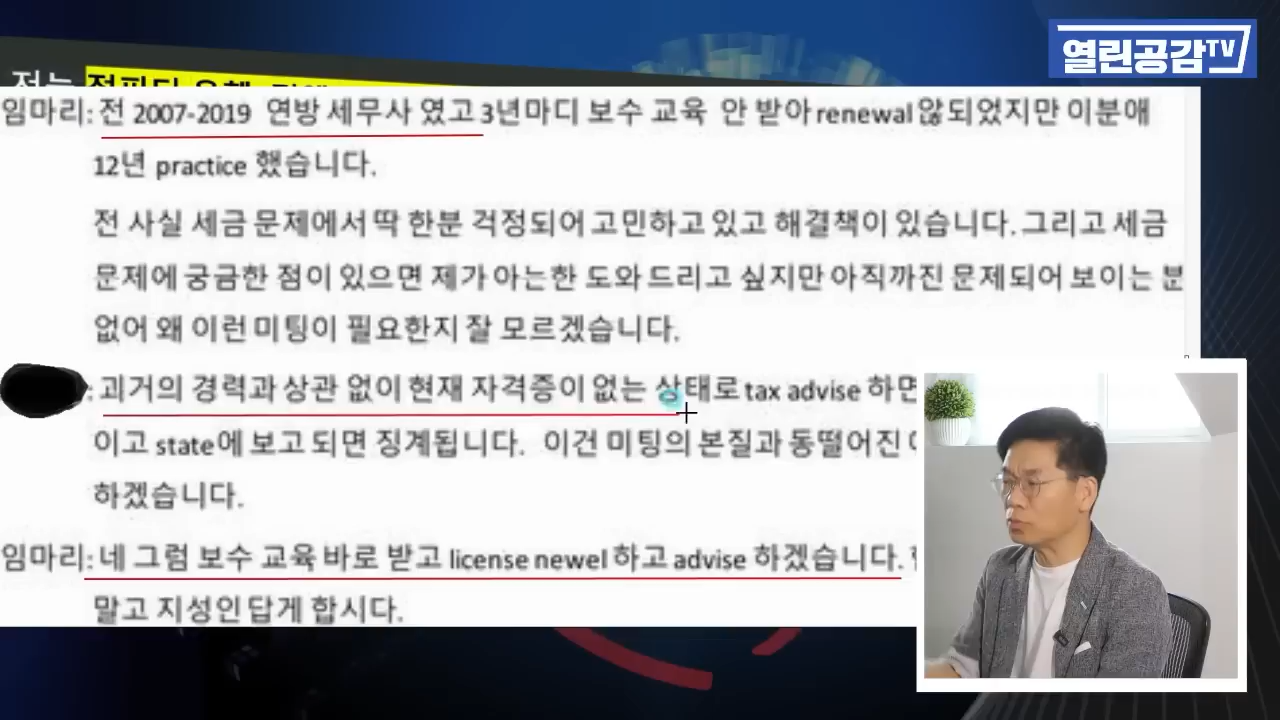 열린공감TV
저는
임마리: 전 2007-2019 연방 세무사 였고 3년마디 보수 교육 안 받아 renewal 않되었지만 이분애
12년 practice 했습니다.
전 사실 세금 문제에서 딱 한분 걱정되어 고민하고 있고 해결책이 있습니다. 그리고 세금
문제에 궁금한 점이 있으면 제가 아는한 도와 드리고 싶지만 아직까진 문제되어 보이는 분
없어 왜 이런 미팅이 필요한지 잘 모르겠습니다.
: 괴거의 경력과 상관 없이 현재 자격증이 없는 상태로 tax advise 하면
이고 state에 보고 되면 징계됩니다. 이건 미팅의 본질과 동떨어진
하겠습니다.
임마리: 네 그럼 보수 교육 바로 받고 license newel 하고 advise 하겠습니다.
말고 지성인답게 합시다.